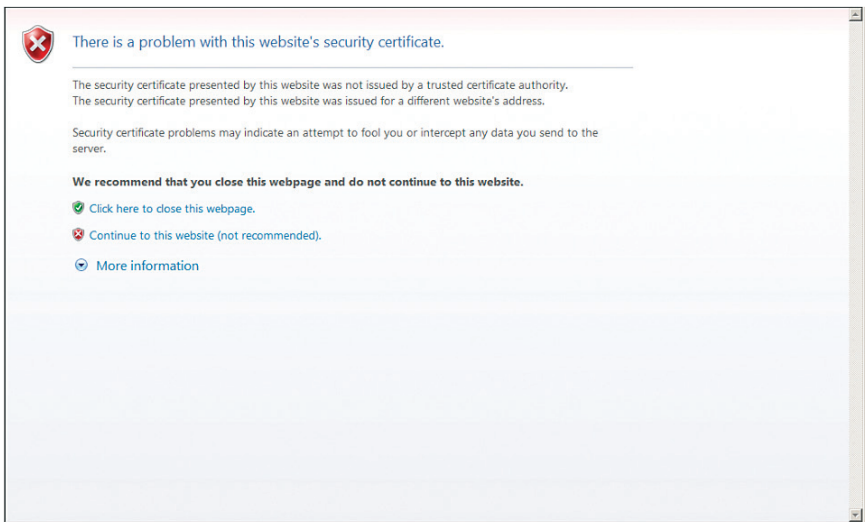 There is a problem with this website's security certificate.
The security certificate presented by this website was not issued by a trusted certificate authority.
The security certificate presented by this website was issued for a different website's address.
Security certificate problems may indicate an attempt to fool you or intercept any data you send to the
server.
We recommend that you close this webpage and do not continue to this website.
Click here to close this webpage.
Continue to this website (not recommended).
More information